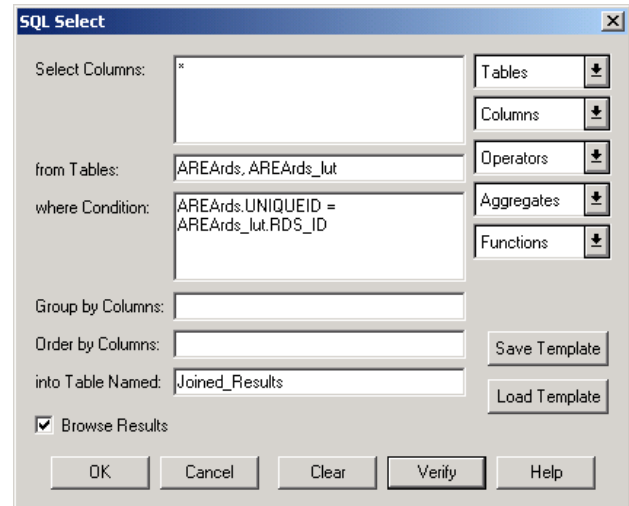 SQL Select
Select Columns:
*
Tables
Columns
from Tables:
AREArds, AREArds_lut
Operators
where Condition:
AREArds.UNIQUEID =
AREArds_lut.RDS_ID
Aggregates
Functions
Group by Columns:
Order by Columns:
Save Template
into Table Named:
Joined_Results
Load Template
Browse Results
OK
Cancel
Clear
Verify
Help